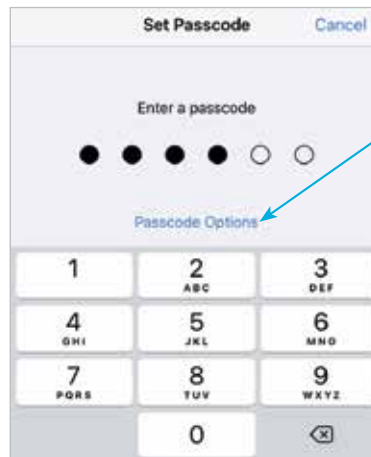 Set Passcode Cancel
Enter a passcode
Passcode Options
1 2 3
ABC DEF
4 5 6
GHI JKL MNO
7 8 9
PQRS TUV WXYZ
0